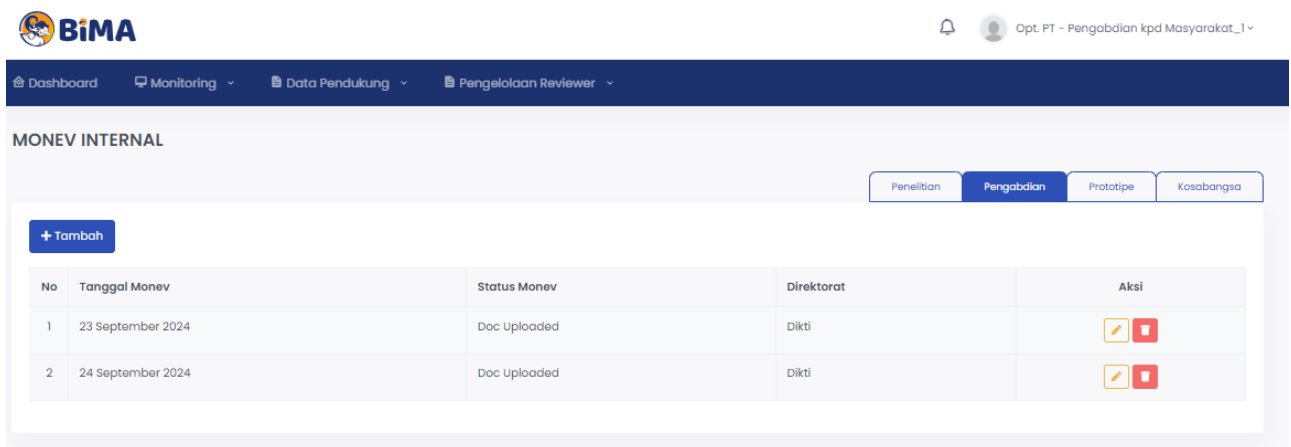 BiMA
Opt. PT - Pengabdian kpd Masyarakat_1
Dashboard Monitoring Data Pendukung Pengelolaan Reviewer
MONEV INTERNAL
Penelitian Pengabdian Prototipe Kosabangsa
+ Tambah
No Tanggal Monev Status Monev Direktorat Aksi
1 23 September 2024 Doc Uploaded Dikti
2 24 September 2024 Doc Uploaded Dikti